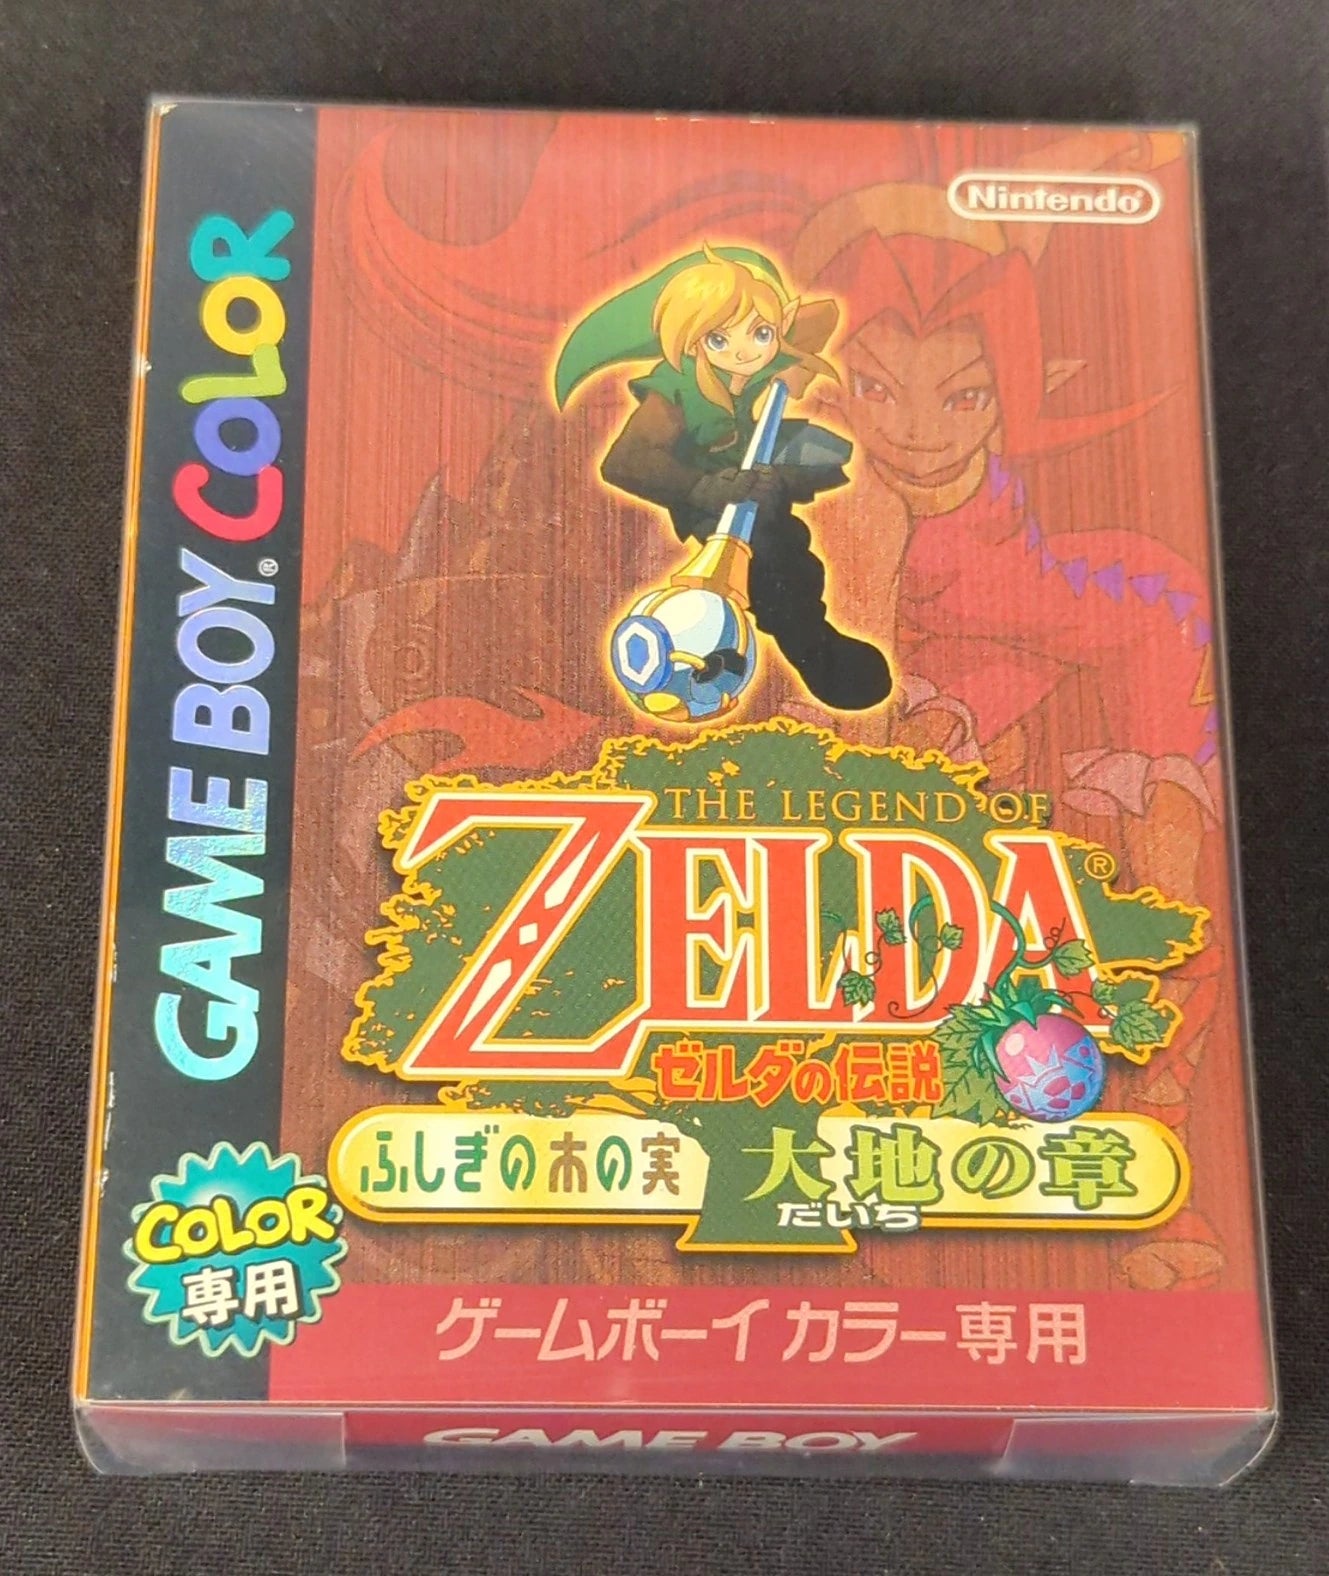 Nintendo®
GAME BOY® COLOR
THE LEGEND OF
ZELDA®
ゼルダの伝説
ふしぎの木の実 大地の章
だいち
COLOR
専用
ゲームボーイカラー専用
GAME BOY